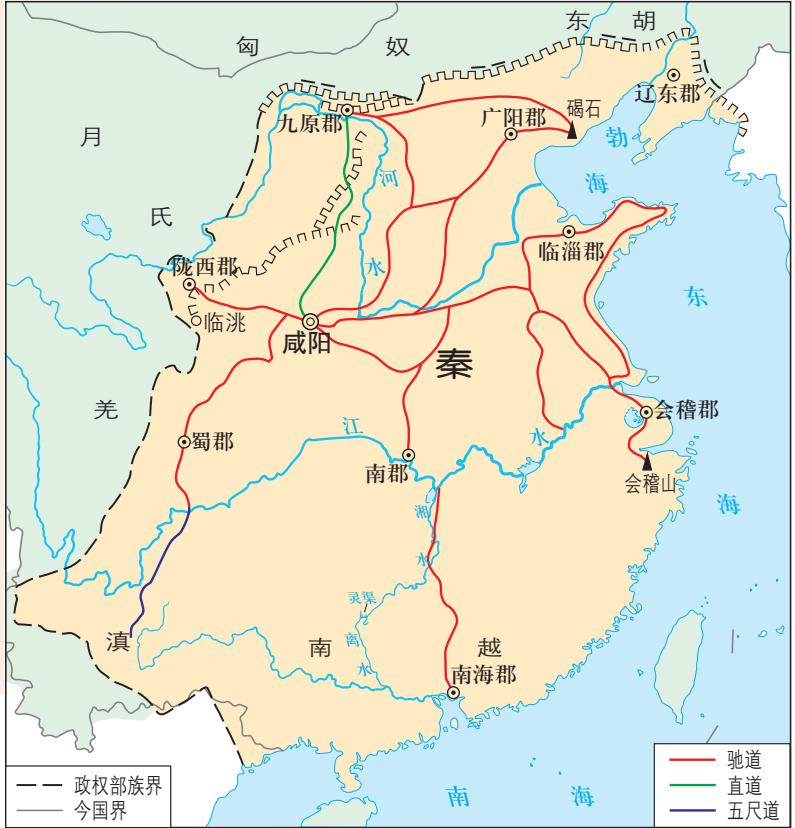 东 胡
匈 奴
辽东郡
碣石
广阳郡
九原郡
月 氏
河 水
勃 海
临淄郡
陇西郡
临洮
咸阳
秦
东 海
羌
蜀郡
江 水
南郡
会稽郡
会稽山
湘 水
灵渠
离 水
滇
南 越
南海郡
南 海
政权部族界
今国界
驰道
直道
五尺道